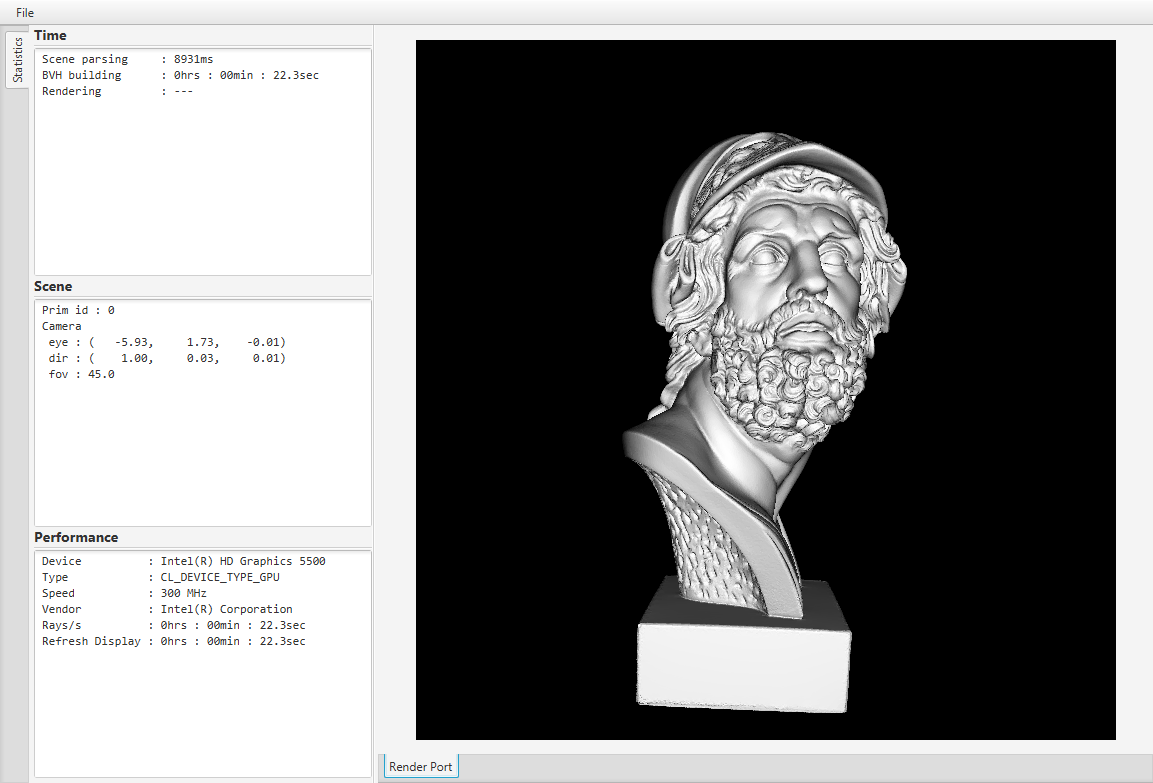 File
Statistics
Time
Scene parsing : 8931ms
BVH building : 0hrs : 00min : 22.3sec
Rendering : ---
Scene
Prim id : 0
Camera
eye : ( -5.93, 1.73, -0.01)
dir : ( 1.00, 0.03, 0.01)
fov : 45.0
Performance
Device : Intel(R) HD Graphics 5500
Type : CL_DEVICE_TYPE_GPU
Speed : 300 MHz
Vendor : Intel(R) Corporation
Rays/s : 0hrs : 00min : 22.3sec
Refresh Display : 0hrs : 00min : 22.3sec
Render Port